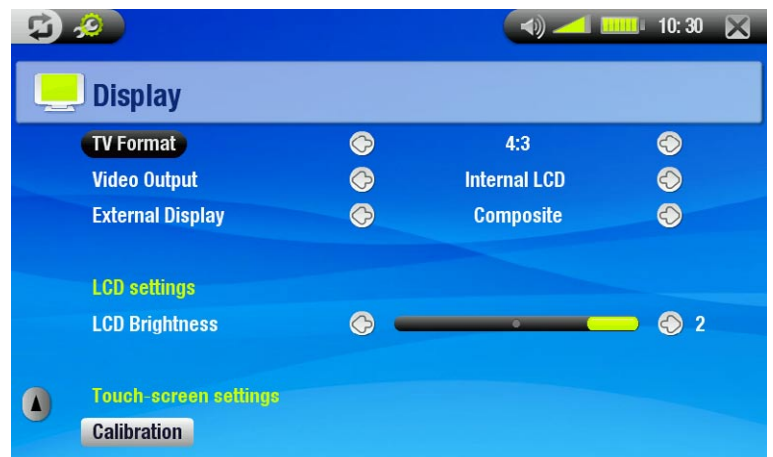 10:30
Display
TV Format 4:3
Video Output Internal LCD
External Display Composite
LCD settings
LCD Brightness 2
Touch-screen settings
Calibration